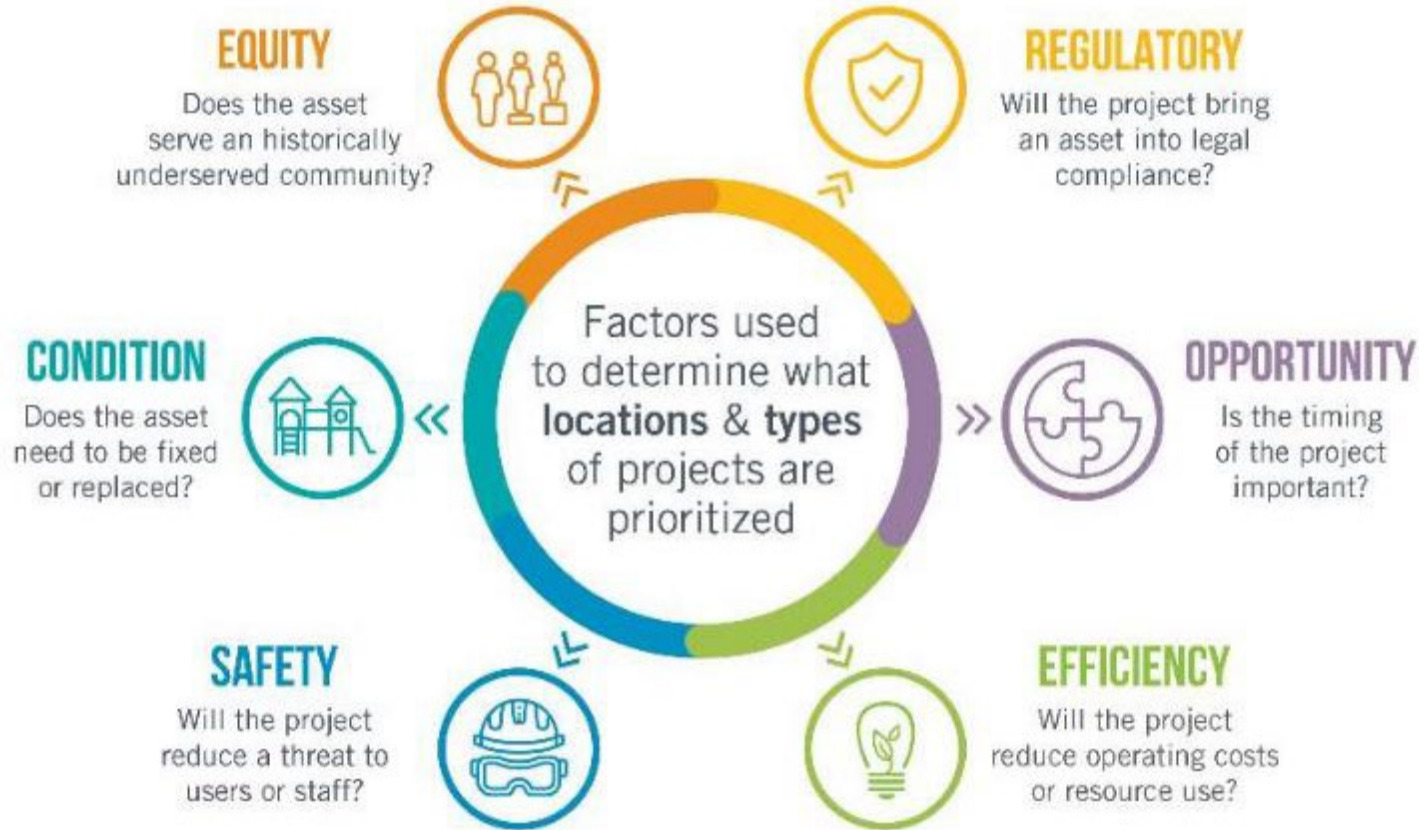 EQUITY
Does the asset
serve an historically
underserved community?
REGULATORY
Will the project bring
an asset into legal
compliance?
CONDITION
Does the asset
need to be fixed
or replaced?
Factors used
to determine what
locations & types
of projects are
prioritized
OPPORTUNITY
Is the timing
of the project
important?
SAFETY
Will the project
reduce a threat to
users or staff?
EFFICIENCY
Will the project
reduce operating costs
or resource use?